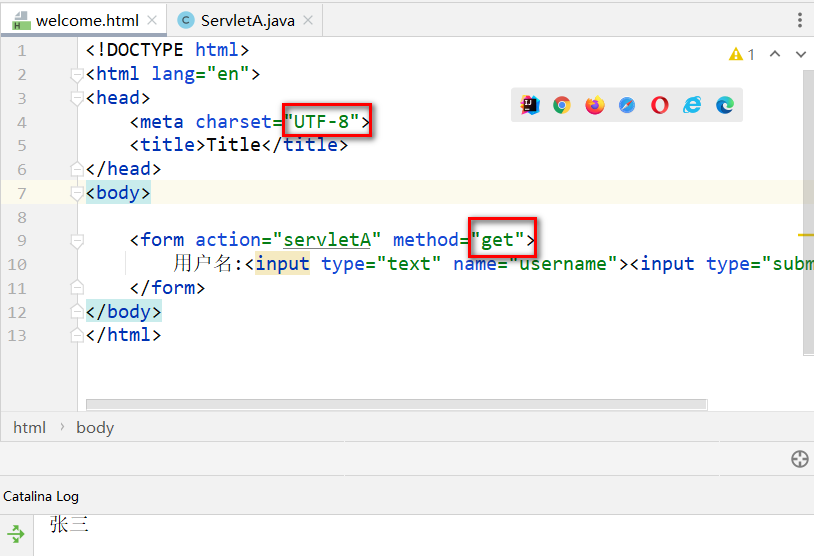 welcome.html ServletA.java
1 <!DOCTYPE html>
1
2 <html lang="en">
3 <head>
4 <meta charset="UTF-8">
5 <title>Title</title>
6 </head>
7 <body>
8
9 <form action="servletA" method="get">
10 用户名:<input type="text" name="username"><input type="subm
11 </form>
12 </body>
13 </html>
html › body
Catalina Log
张三